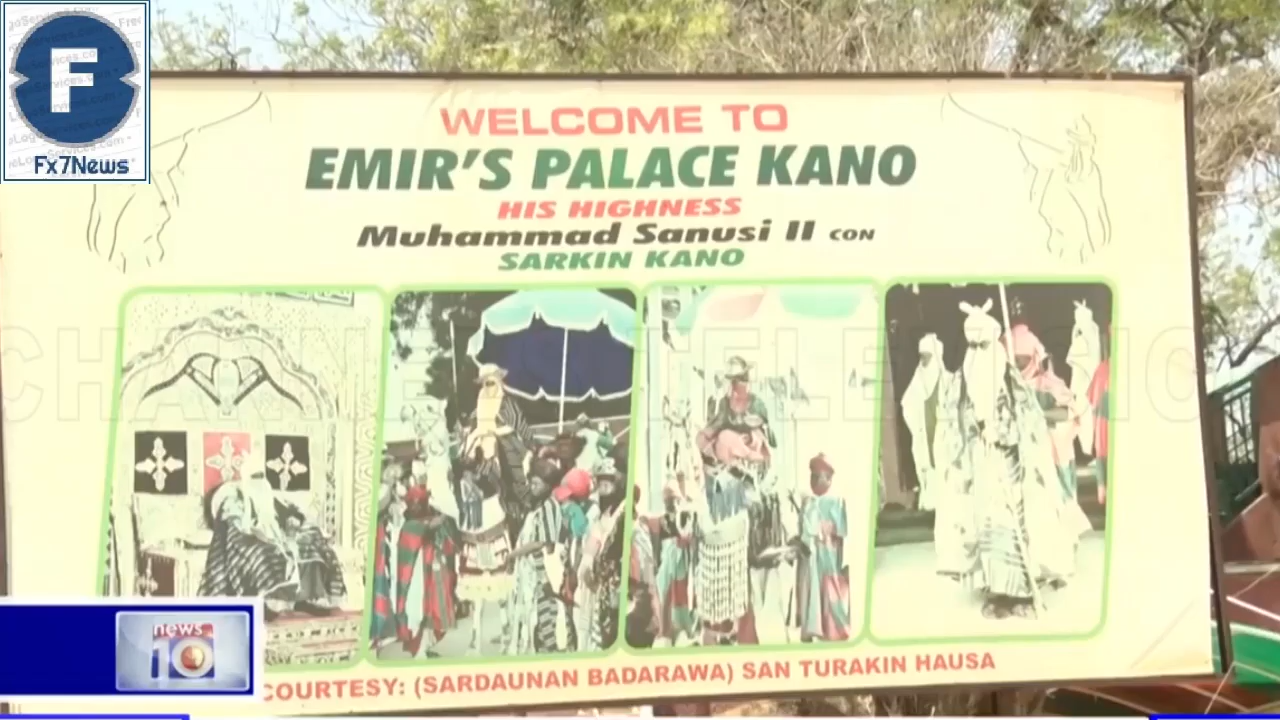 F
Fx7News
WELCOME TO
EMIR'S PALACE KANO
HIS HIGHNESS
Muhammad Sanusi II CON
SARKIN KANO
news
10
COURTESY: (SARDAUNAN BADARAWA) SAN TURAKIN HAUSA